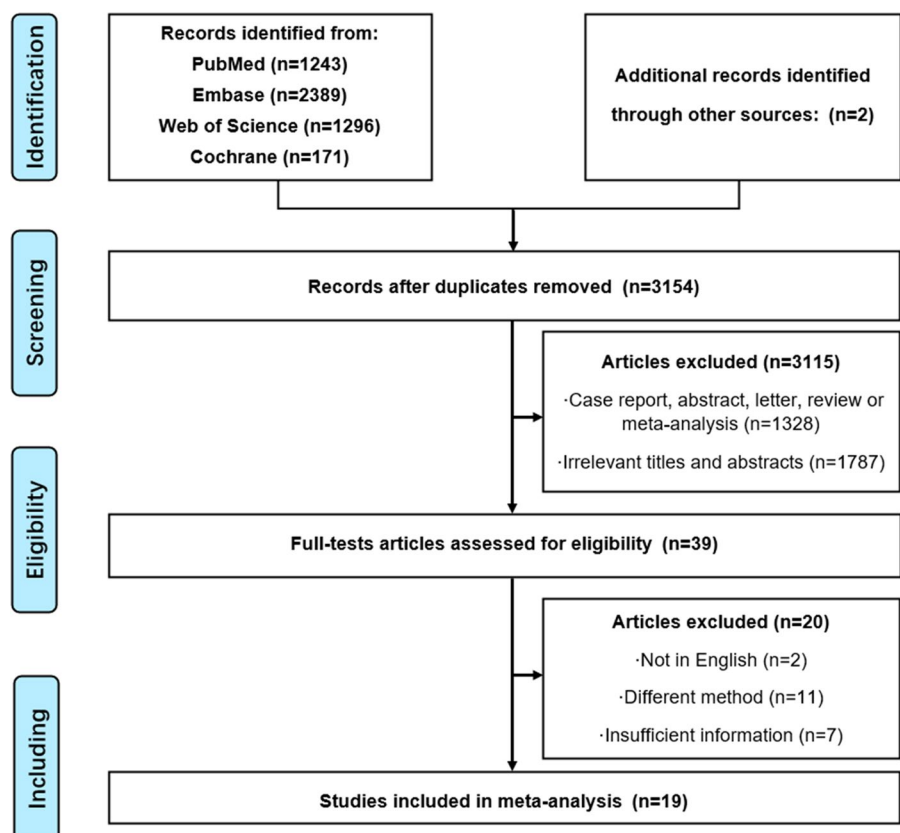 Identification
Records identified from:
PubMed (n=1243)
Embase (n=2389)
Web of Science (n=1296)
Cochrane (n=171)
Additional records identified
through other sources: (n=2)
Screening
Records after duplicates removed (n=3154)
Articles excluded (n=3115)
·Case report, abstract, letter, review or
meta-analysis (n=1328)
·Irrelevant titles and abstracts (n=1787)
Eligibility
Full-tests articles assessed for eligibility (n=39)
Articles excluded (n=20)
·Not in English (n=2)
·Different method (n=11)
·Insufficient information (n=7)
Including
Studies included in meta-analysis (n=19)